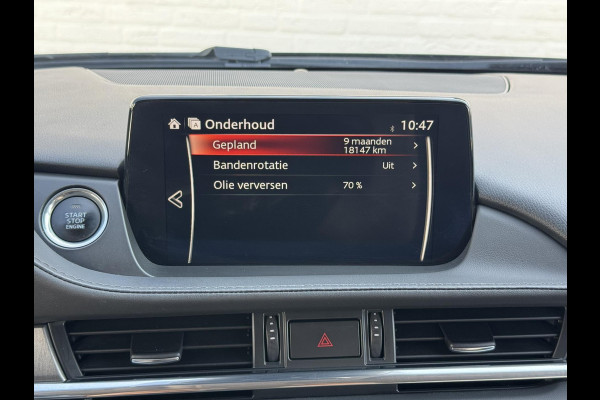 Onderhoud 10:47
Gepland 9 maanden
18147 km
Bandenrotatie Uit
Olie verversen 70 %
START
STOP
ENGINE